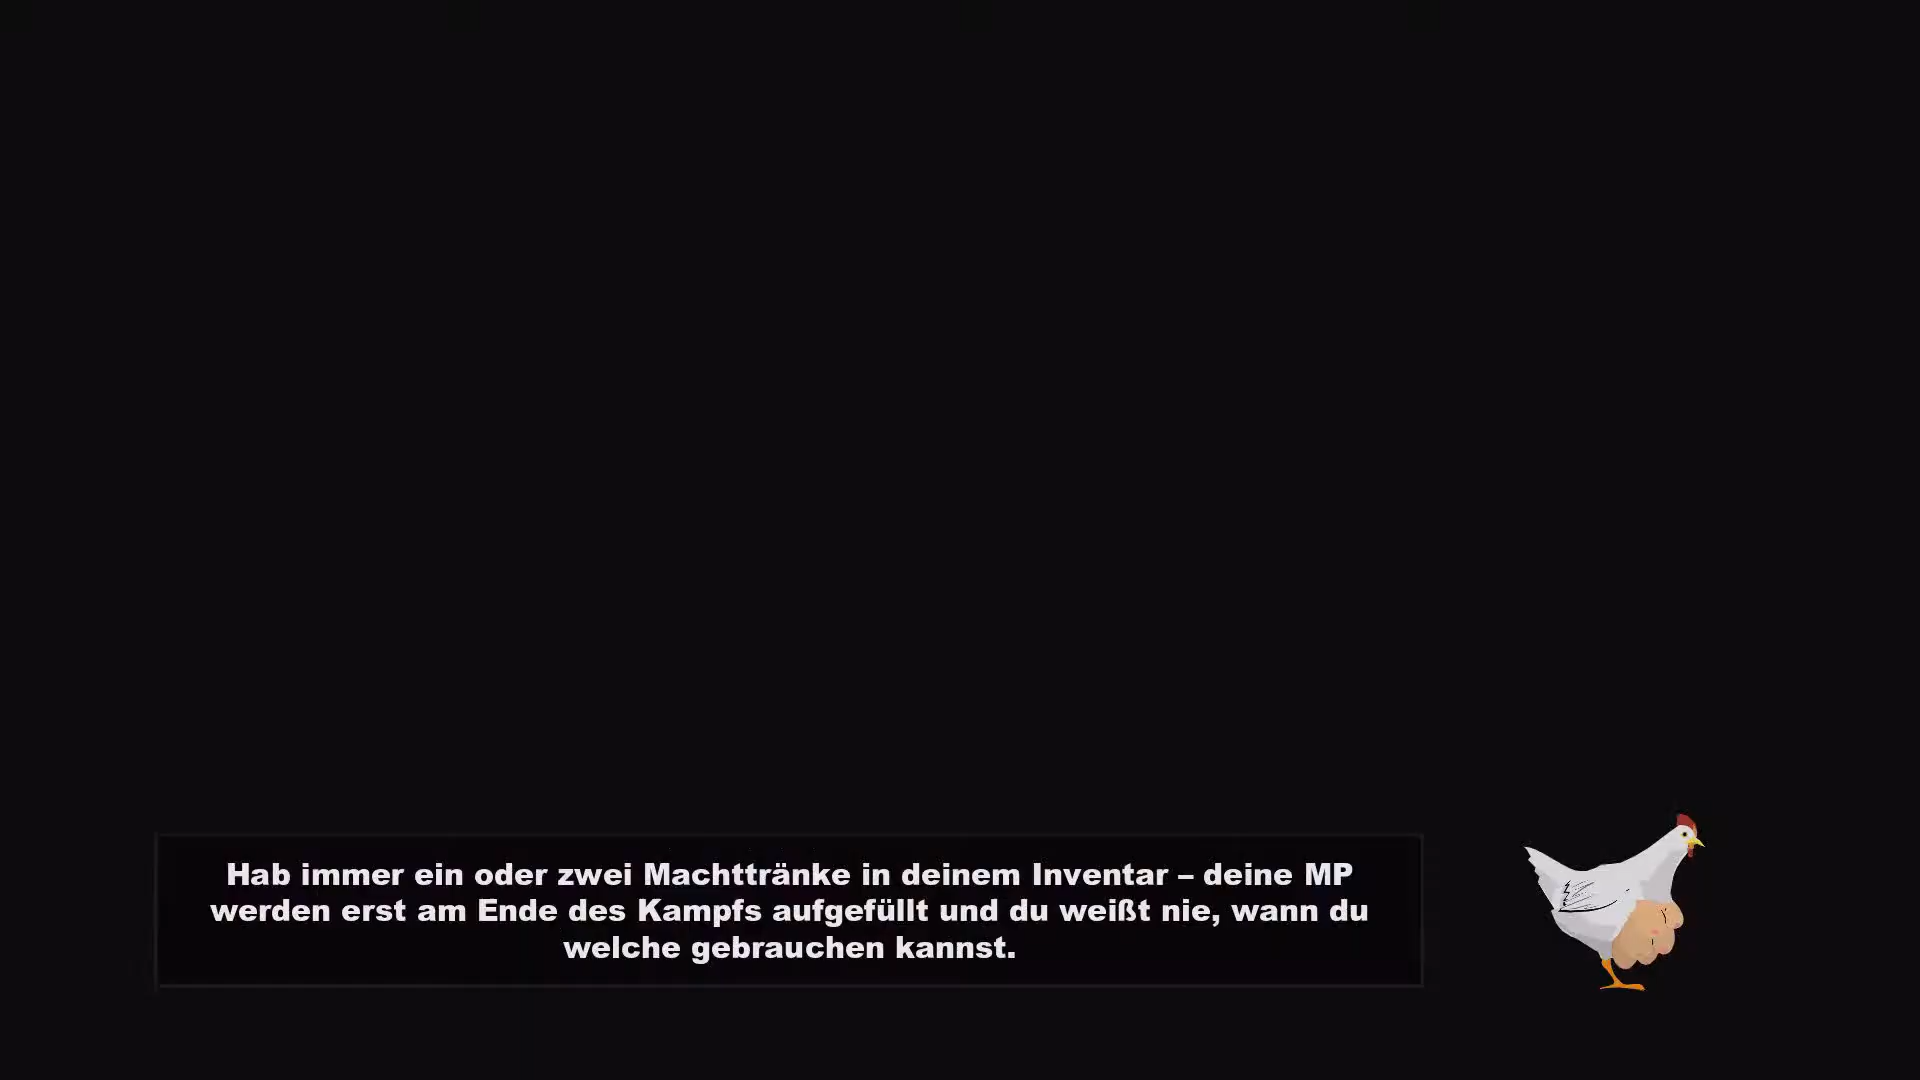 Hab immer ein oder zwei Machttränke in deinem Inventar – deine MP
werden erst am Ende des Kampfs aufgefüllt und du weißt nie, wann du
welche gebrauchen kannst.